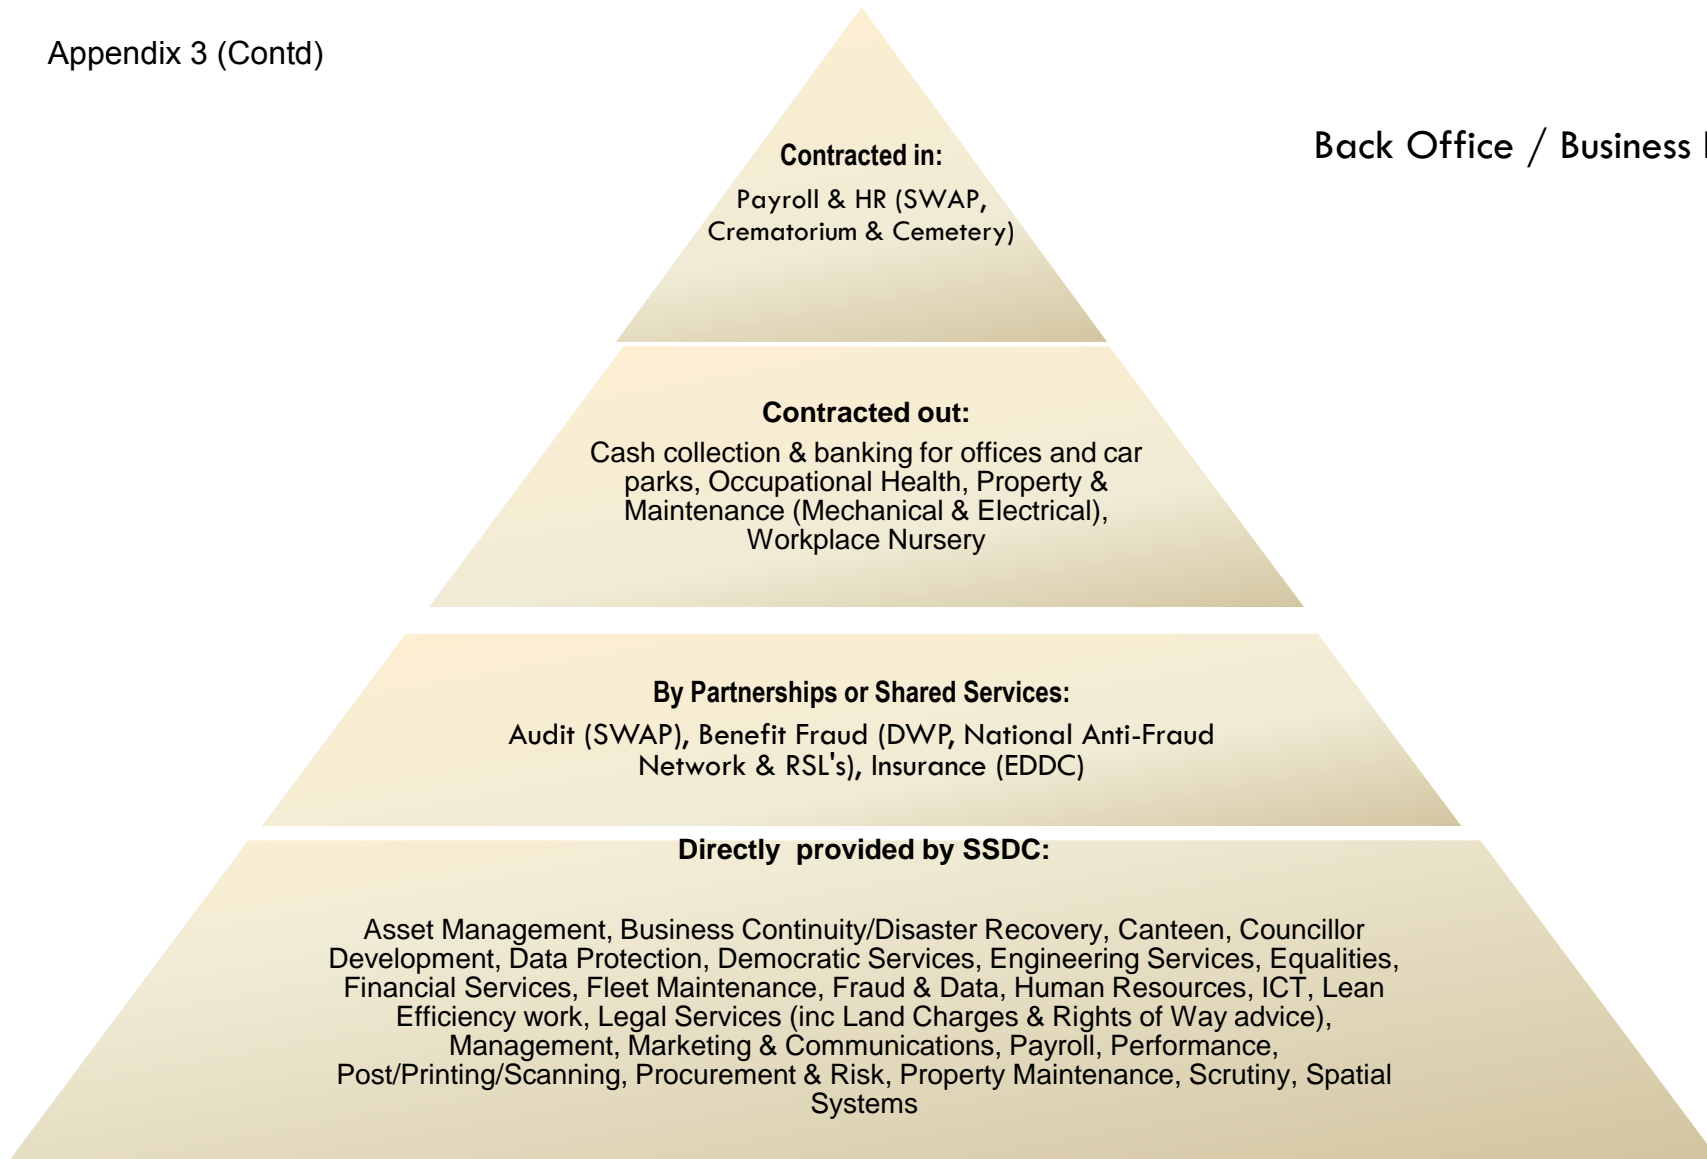 Appendix 3 (Contd)
Back Office / Business
Contracted in:
Payroll & HR (SWAP,
Crematorium & Cemetery)
Contracted out:
Cash collection & banking for offices and car
parks, Occupational Health, Property &
Maintenance (Mechanical & Electrical),
Workplace Nursery
By Partnerships or Shared Services:
Audit (SWAP), Benefit Fraud (DWP, National Anti-Fraud
Network & RSL's), Insurance (EDDC)
Directly provided by SSDC:
Asset Management, Business Continuity/Disaster Recovery, Canteen, Councillor
Development, Data Protection, Democratic Services, Engineering Services, Equalities,
Financial Services, Fleet Maintenance, Fraud & Data, Human Resources, ICT, Lean
Efficiency work, Legal Services (inc Land Charges & Rights of Way advice),
Management, Marketing & Communications, Payroll, Performance,
Post/Printing/Scanning, Procurement & Risk, Property Maintenance, Scrutiny, Spatial
Systems